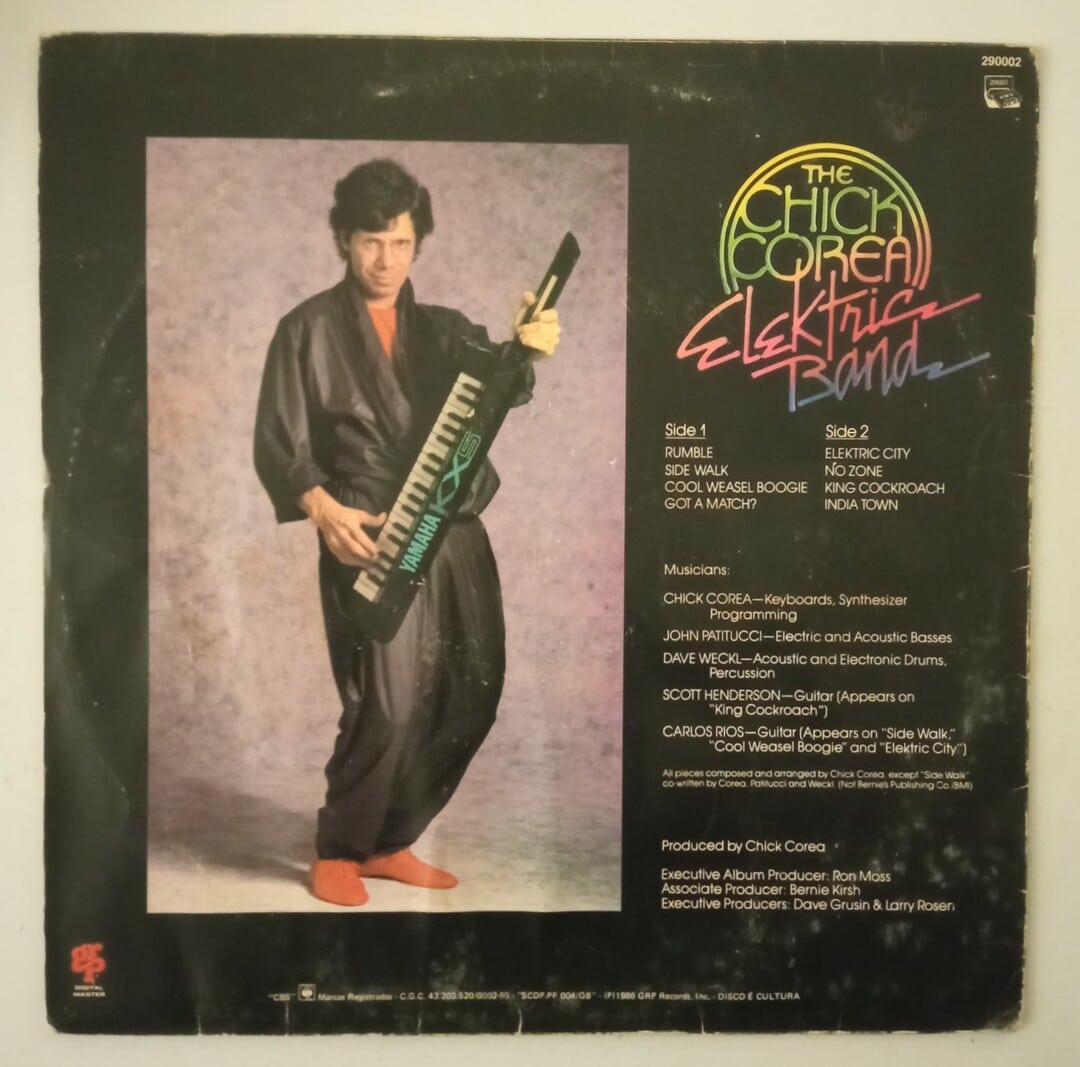 290002
THE
CHICK
COREA
Elektric
Band
Side 1
RUMBLE
SIDE WALK
COOL WEASEL BOOGIE
GOT A MATCH?
Side 2
ELEKTRIC CITY
NO ZONE
KING COCKROACH
INDIA TOWN
YAMAHA KX5
Musicians:
CHICK COREA—Keyboards, Synthesizer
Programming
JOHN PATITUCCI—Electric and Acoustic Basses
DAVE WECKL—Acoustic and Electronic Drums,
Percussion
SCOTT HENDERSON—Guitar (Appears on
"King Cockroach")
CARLOS RIOS—Guitar (Appears on "Side Walk,"
"Cool Weasel Boogie" and "Elektric City")
All pieces composed and arranged by Chick Corea, except "Side Walk"
co-written by Corea, Patitucci and Weckl. (Not Bernie's Publishing Co./BMI)
Produced by Chick Corea
Executive Album Producer: Ron Moss
Associate Producer: Bernie Kirsh
Executive Producers: Dave Grusin & Larry Rosen
grp
DIGITAL
MASTER
"CBS" Marcas Registradas - C.G.C. 43 203.520/0002- - "SCDP.PF 004/GB" - (P)1986 GRP Records, Inc. - DISCO É CULTURA